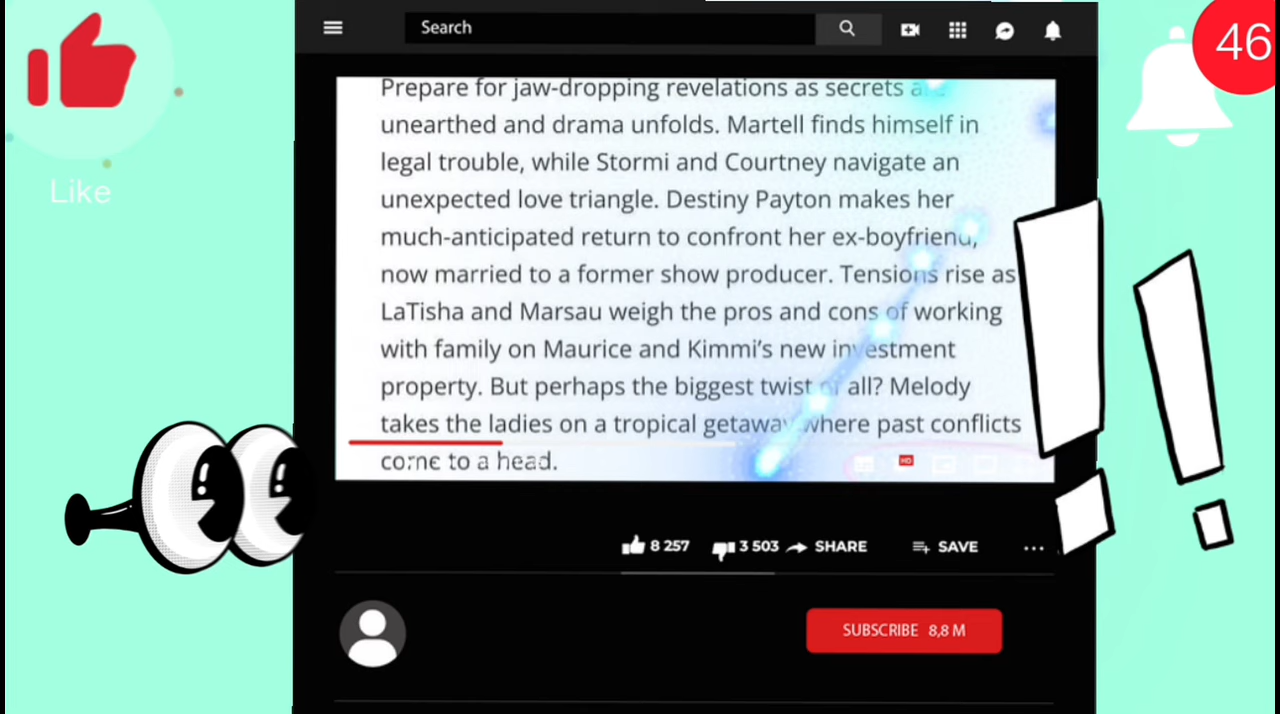 Search
46
Like
Prepare for jaw-dropping revelations as secrets are
unearthed and drama unfolds. Martell finds himself in
legal trouble, while Stormi and Courtney navigate an
unexpected love triangle. Destiny Payton makes her
much-anticipated return to confront her ex-boyfriend,
now married to a former show producer. Tensions rise as
LaTisha and Marsau weigh the pros and cons of working
with family on Maurice and Kimmi’s new investment
property. But perhaps the biggest twist of all? Melody
takes the ladies on a tropical getaway where past conflicts
come to a head.
HD
8 257 3 503 SHARE SAVE
SUBSCRIBE 8,8 M